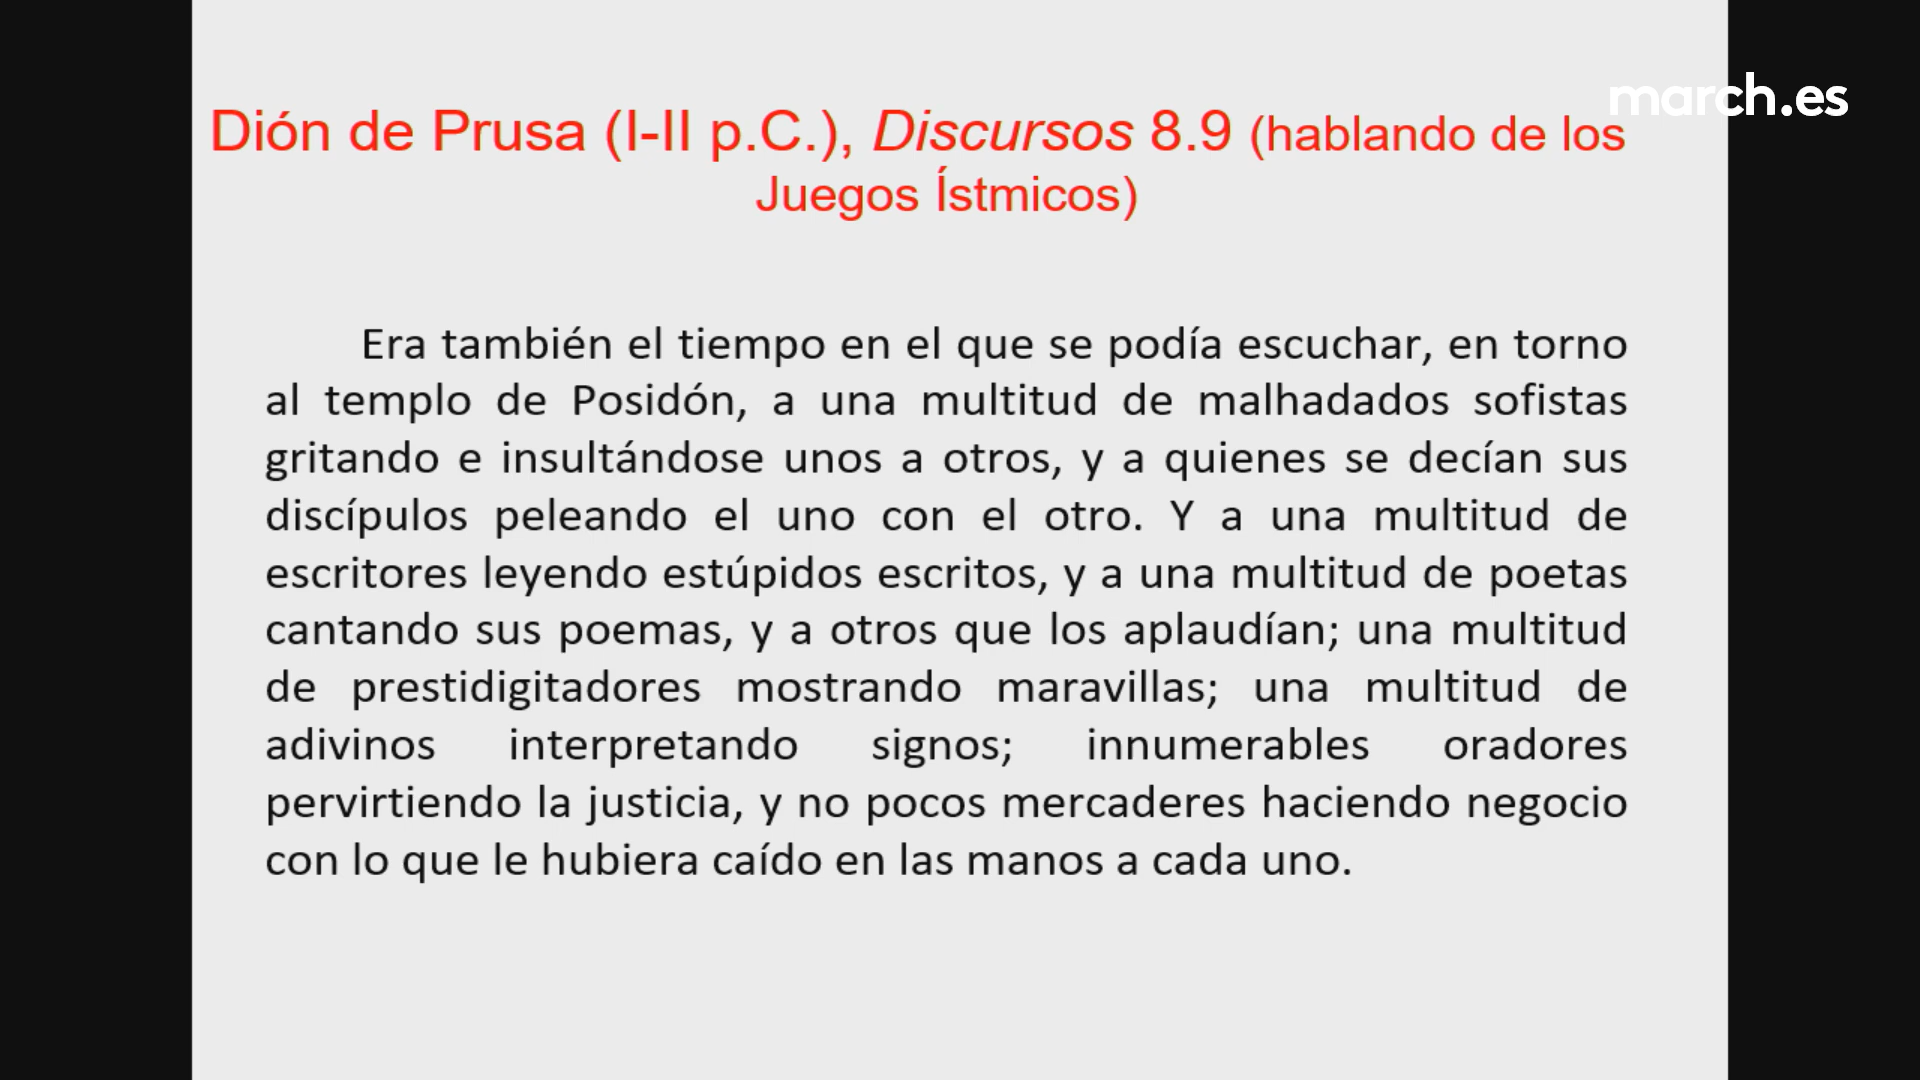 march.es
Dión de Prusa (I-II p.C.), Discursos 8.9 (hablando de los
Juegos Ístmicos)
Era también el tiempo en el que se podía escuchar, en torno
al templo de Posidón, a una multitud de malhadados sofistas
gritando e insultándose unos a otros, y a quienes se decían sus
discípulos peleando el uno con el otro. Y a una multitud de
escritores leyendo estúpidos escritos, y a una multitud de poetas
cantando sus poemas, y a otros que los aplaudían; una multitud
de prestidigitadores mostrando maravillas; una multitud de
adivinos interpretando signos; innumerables oradores
pervirtiendo la justicia, y no pocos mercaderes haciendo negocio
con lo que le hubiera caído en las manos a cada uno.